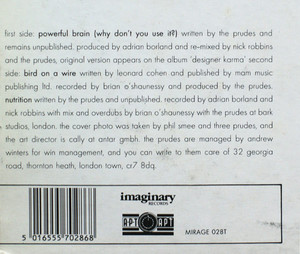 first side: powerful brain (why don't you use it?) written by the prudes and
remains unpublished. produced by adrian borland and re-mixed by nick robbins
and the prudes, original version appears on the album 'designer karma' second
side: bird on a wire written by leonard cohen and published by mam music
publishing ltd. recorded by brian o'shaunessy and produced by the prudes.
nutrition written by the prudes and unpublished. recorded by adrian borland and
nick robbins with mix and overdubs by brian o'shaunessy with the prudes at bark
studios, london. the cover photo was taken by phil smee and three prudes, and
the art director is cally at antar gmbh. the prudes are managed by andrew
winters for win management, and you can write to them care of 32 georgia
road, thornton heath, london town, cr7 8dq.
imaginary
RECORDS
APT APT
MIRAGE 028T
5 016555 702868